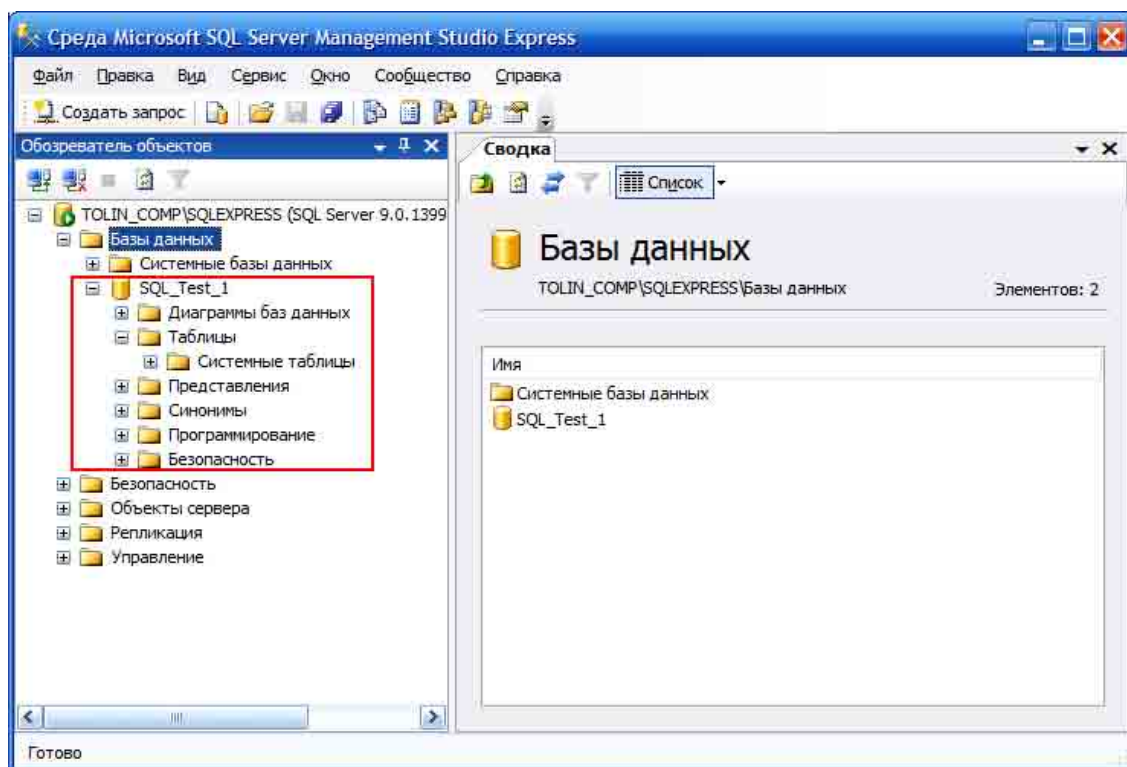 Среда Microsoft SQL Server Management Studio Express
Файл Правка Вид Сервис Окно Сообщество Справка
Создать запрос
Обозреватель объектов
TOLIN_COMP\SQLEXPRESS (SQL Server 9.0.1399
Базы данных
Системные базы данных
SQL_Test_1
Диаграммы баз данных
Таблицы
Системные таблицы
Представления
Синонимы
Программирование
Безопасность
Безопасность
Объекты сервера
Репликация
Управление
Сводка
Список
Базы данных
TOLIN_COMP\SQLEXPRESS\Базы данных
Элементов: 2
Имя
Системные базы данных
SQL_Test_1
Готово